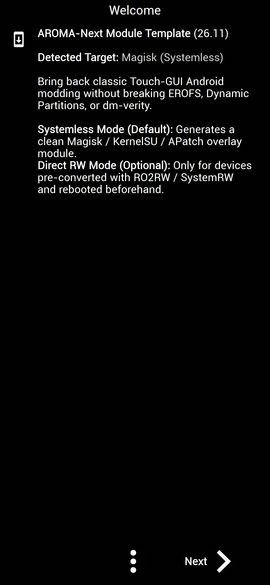 Welcome
AROMA-Next Module Template (26.11)
Detected Target: Magisk (Systemless)
Bring back classic Touch-GUI Android
modding without breaking EROFS, Dynamic
Partitions, or dm-verity.
Systemless Mode (Default): Generates a
clean Magisk / KernelSU / APatch overlay
module.
Direct RW Mode (Optional): Only for devices
pre-converted with RO2RW / SystemRW
and rebooted beforehand.
Next